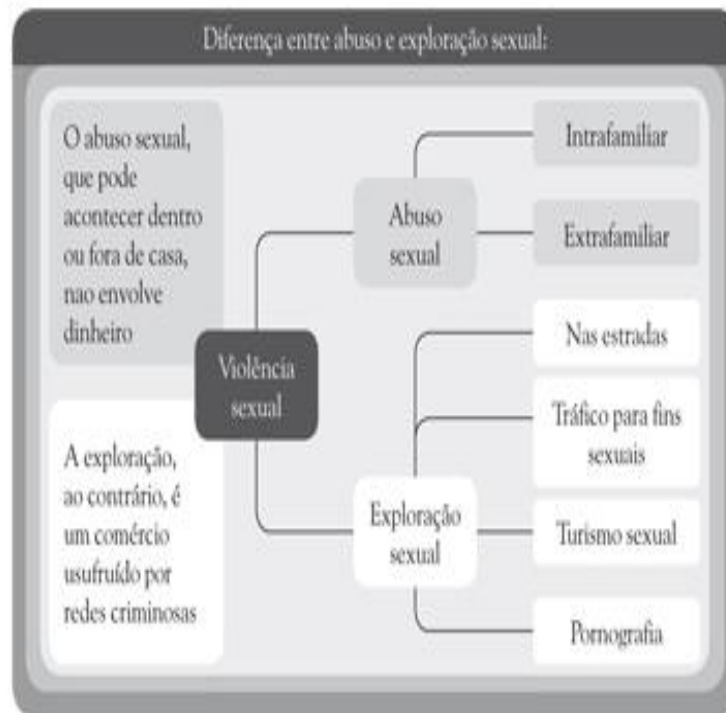 Diferença entre abuso e exploração sexual:
O abuso sexual,
que pode
acontecer dentro
ou fora de casa,
nao envolve
dinheiro
A exploração,
ao contrário, é
um comércio
usufruído por
redes criminosas
Violência
sexual
Abuso
sexual
Intrafamiliar
Extrafamiliar
Exploração
sexual
Nas estradas
Tráfico para fins
sexuais
Turismo sexual
Pornografia